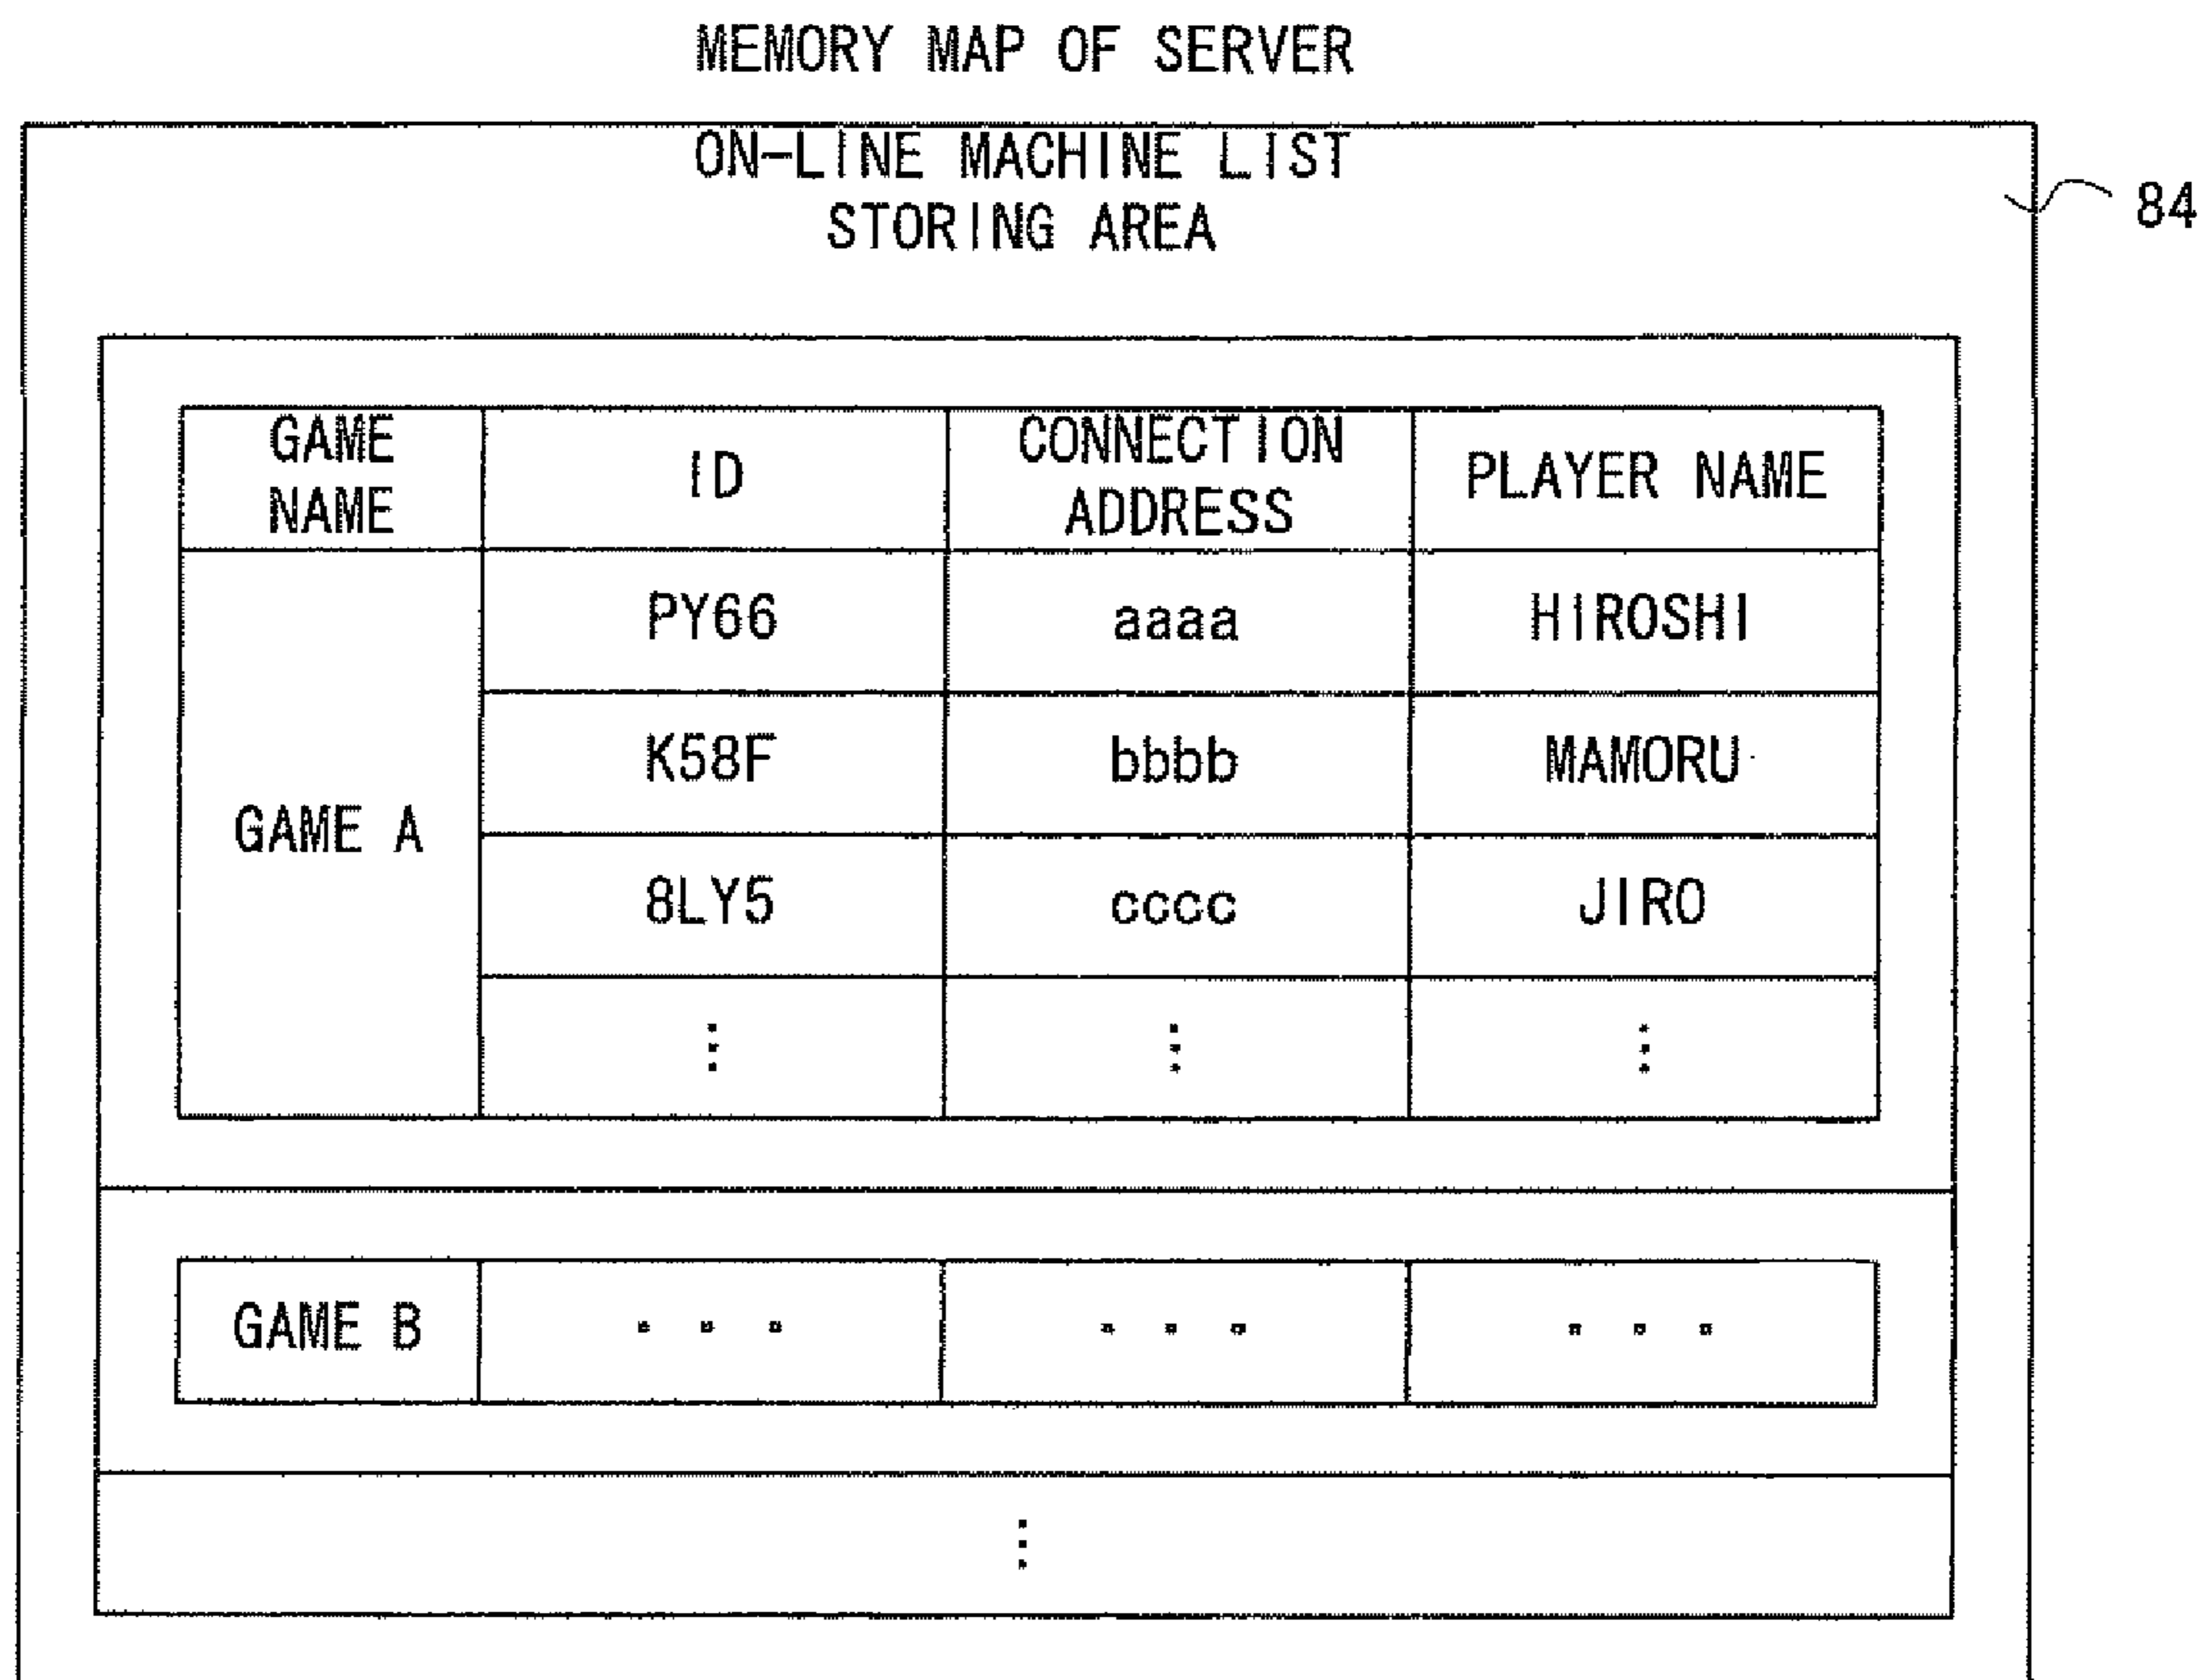 MEMORY MAP OF SERVER
ON-LINE MACHINE LIST
STORING AREA
84
GAME
NAME
ID
CONNECTION
ADDRESS
PLAYER NAME
GAME A
PY66
aaaa
HIROSHI
K58F
bbbb
MAMORU
8LY5
cccc
JIRO
⋮
⋮
⋮
GAME B
. . .
. . .
. . .
⋮